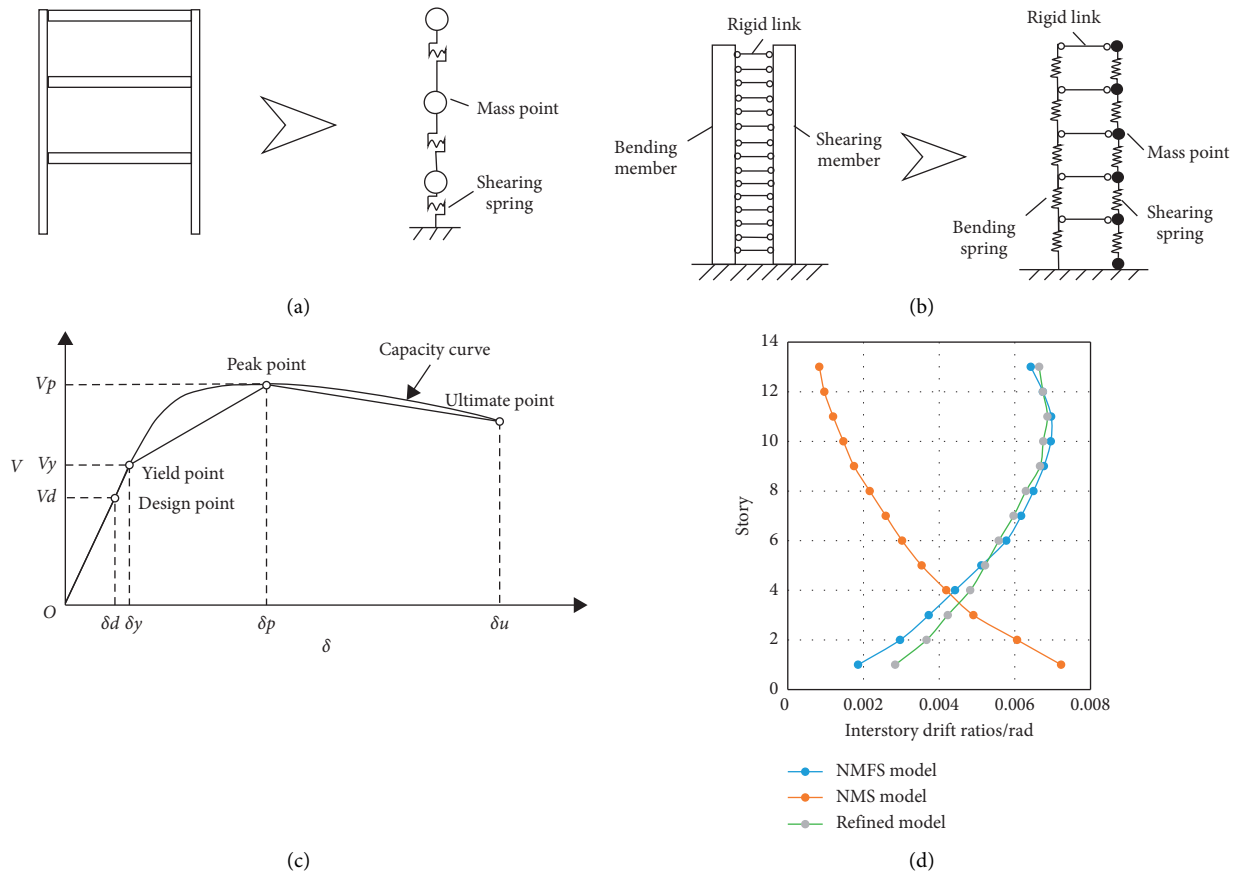 Mass point
Shearing
spring
(a)
Rigid link
Bending
member
Shearing
member
Rigid link
Mass point
Bending
spring
Shearing
spring
(b)
Capacity curve
Peak point
Ultimate point
Yield point
Design point
Vp
V
Vy
Vd
O
δd
δy
δp
δu
δ
(c)
14
12
10
8
6
4
2
0
Story
0
0.002
0.004
0.006
0.008
Interstory drift ratios/rad
NMFS model
NMS model
Refined model
(d)